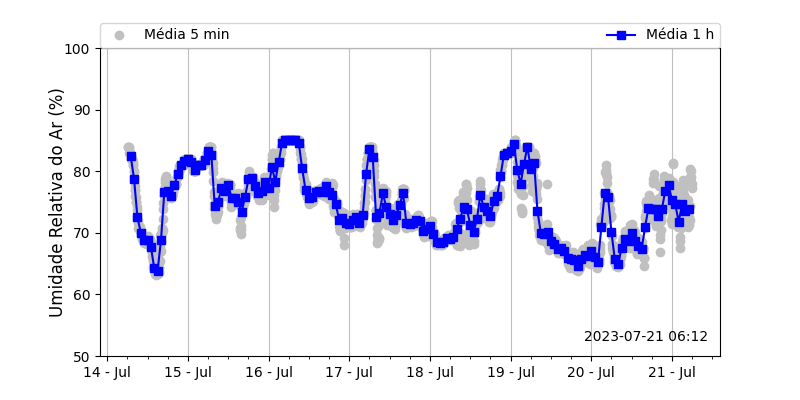 Média 5 min
Média 1 h
Umidade Relativa do Ar (%)
100
90
80
70
60
50
2023-07-21 06:12
14 - Jul
15 - Jul
16 - Jul
17 - Jul
18 - Jul
19 - Jul
20 - Jul
21 - Jul